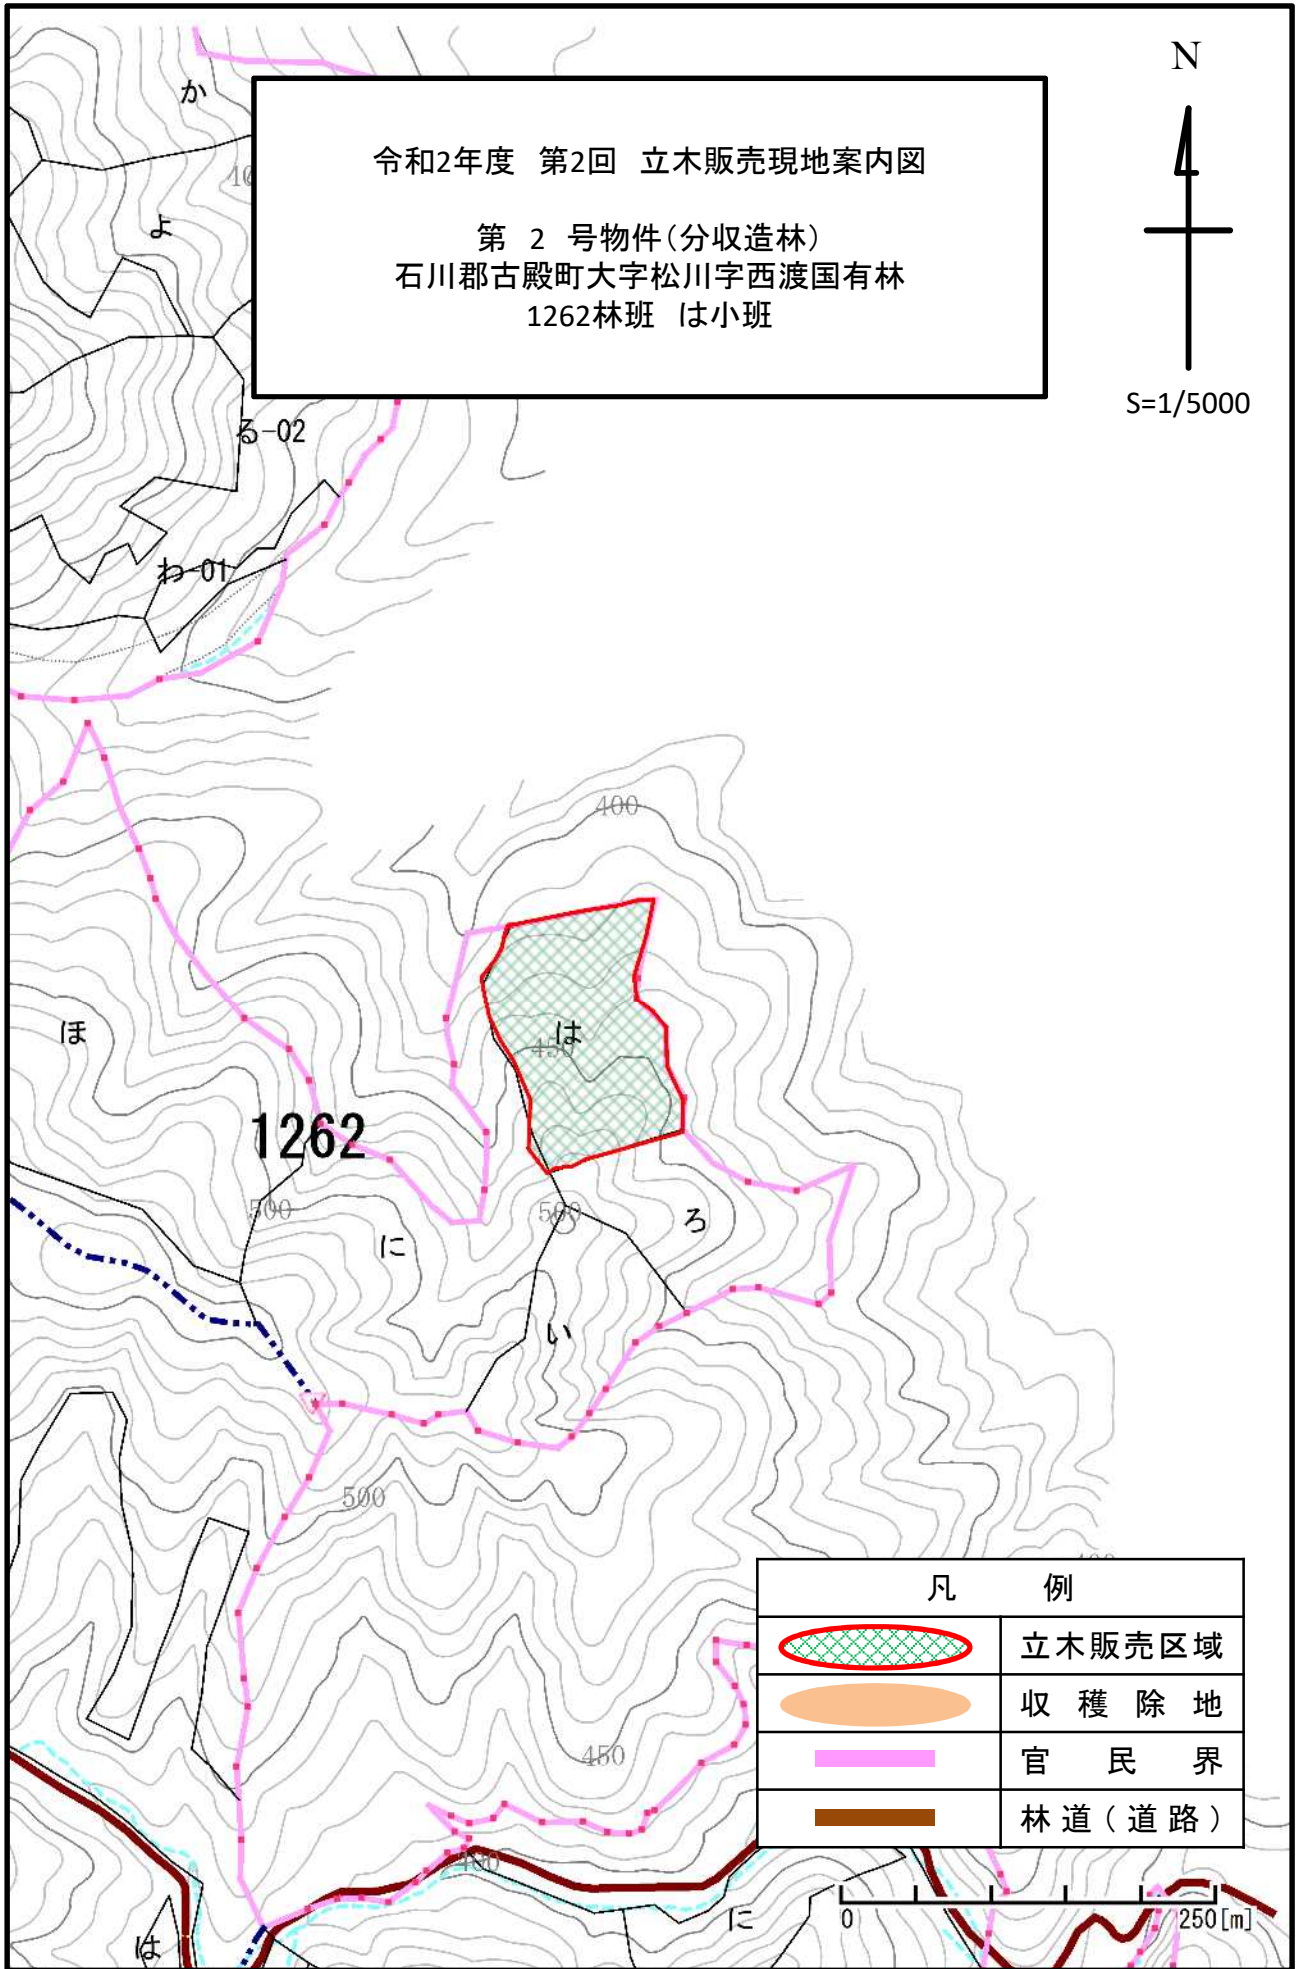 令和2年度 第2回 立木販売現地案内図
第 2 号物件(分収造林)
石川郡古殿町大字松川字西渡国有林
1262林班 は小班
N
S=1/5000
か
よ
る-02
わ-01
400
ほ
は
450
1262
500
500
ろ
に
い
500
凡 例
立木販売区域
収穫除地
官民界
林道(道路)
450
400
に
は
0 250[m]